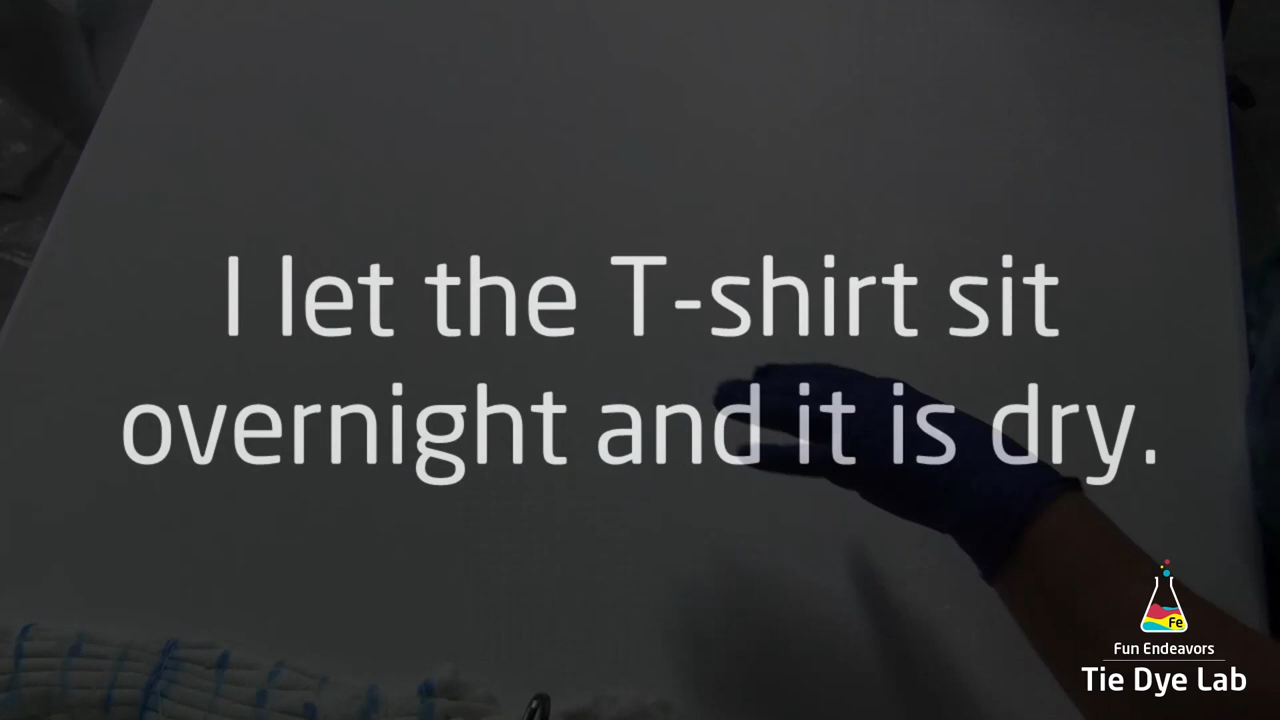 I let the T-shirt sit
overnight and it is dry.
Fe
Fun Endeavors
Tie Dye Lab